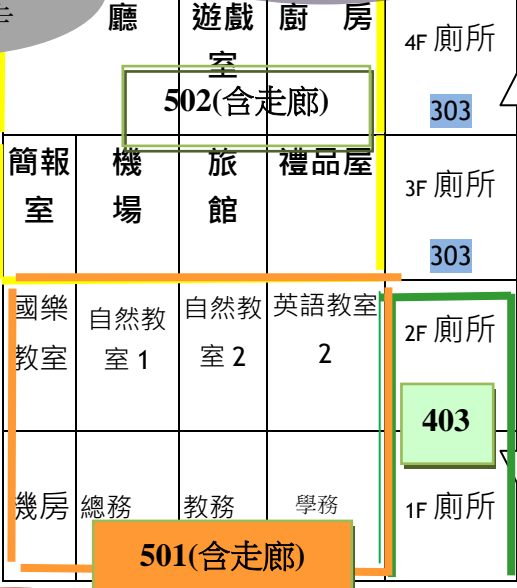 廳
遊戲
室
廚 房
4F 廁所
303
502(含走廊)
簡報
室
機
場
旅
館
禮品屋
3F 廁所
303
國樂
教室
自然教
室 1
自然教
室 2
英語教室
2
2F 廁所
403
機房
總務
教務
學務
1F 廁所
501(含走廊)